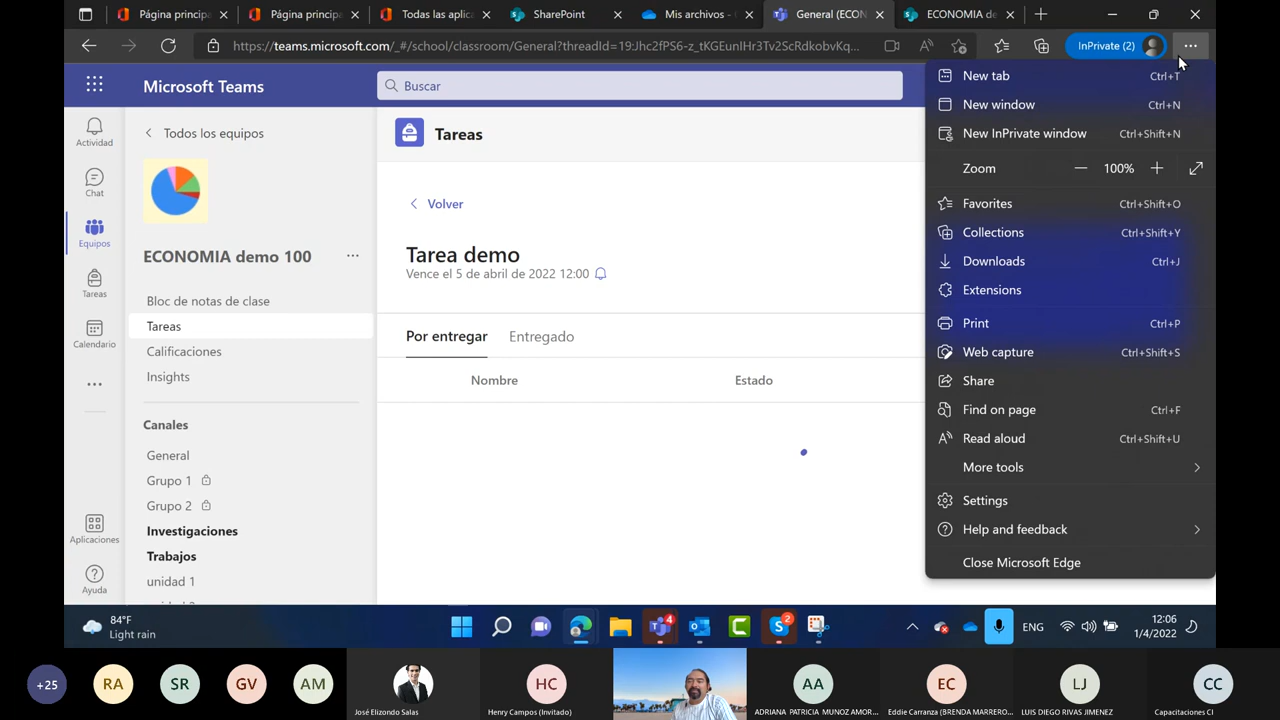 Página principa
Página principa
Todas las aplica
SharePoint
Mis archivos -
General (ECON
ECONOMIA de
https://teams.microsoft.com/_#/school/classroom/General?threadId=19:Jhc2fPS6-z_tKGEunIHr3Tv2ScRdkobvKq...
InPrivate (2)
Microsoft Teams
Buscar
New tab Ctrl+T
New window Ctrl+N
New InPrivate window Ctrl+Shift+N
Zoom 100%
Favorites Ctrl+Shift+O
Collections Ctrl+Shift+Y
Downloads Ctrl+J
Extensions
Print Ctrl+P
Web capture Ctrl+Shift+S
Share
Find on page Ctrl+F
Read aloud Ctrl+Shift+U
More tools
Settings
Help and feedback
Close Microsoft Edge
Actividad
Chat
Equipos
Tareas
Calendario
Aplicaciones
Ayuda
Todos los equipos
ECONOMIA demo 100
Bloc de notas de clase
Tareas
Calificaciones
Insights
Canales
General
Grupo 1
Grupo 2
Investigaciones
Trabajos
unidad 1
Tareas
Volver
Tarea demo
Vence el 5 de abril de 2022 12:00
Por entregar Entregado
Nombre Estado
84°F
Light rain
4
2
ENG
12:06
1/4/2022
+25
RA
SR
GV
AM
José Elizondo Salas
HC
Henry Campos (Invitado)
AA
ADRIANA PATRICIA MUNOZ AMOR...
EC
Eddie Carranza (BRENDA MARRERO...
LJ
LUIS DIEGO RIVAS JIMENEZ
CC
Capacitaciones CI